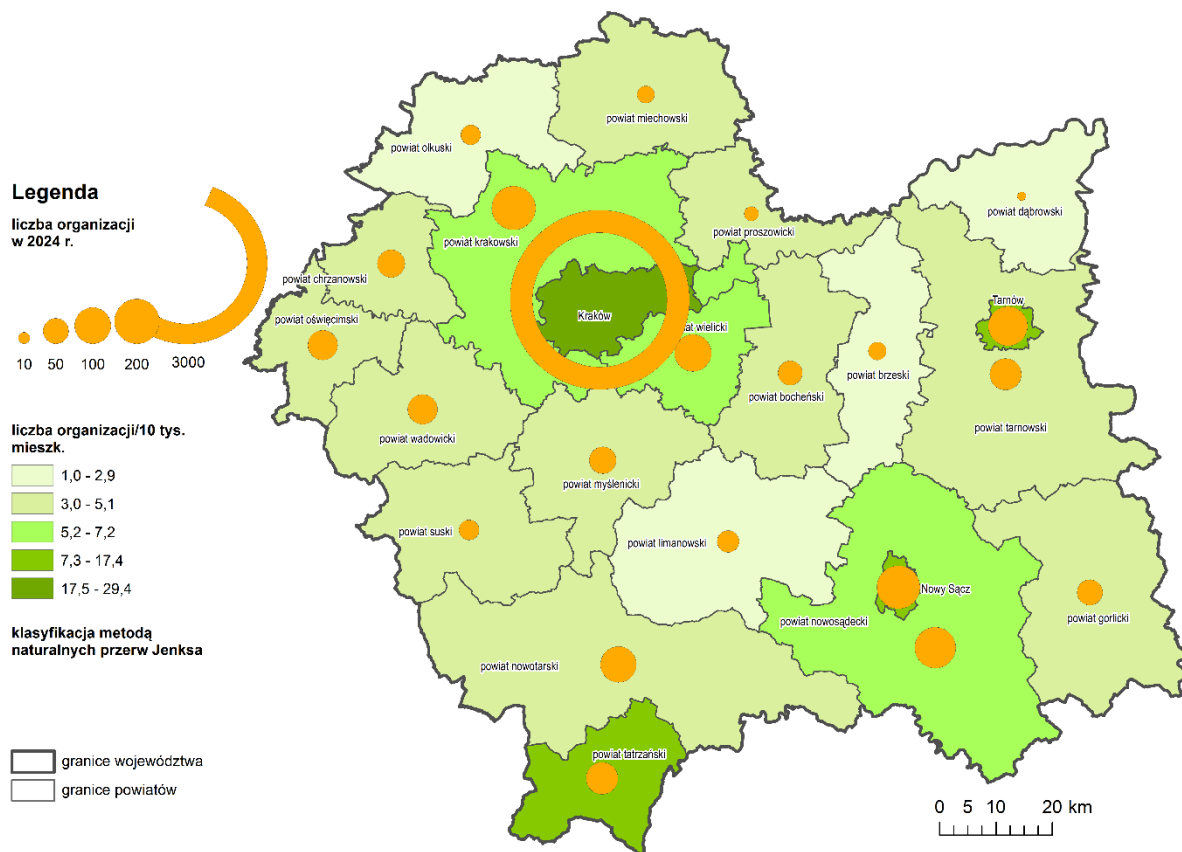 Legenda
liczba organizacji
w 2024 r.
10 50 100 200 3000
liczba organizacji/10 tys.
mieszk.
1,0 - 2,9
3,0 - 5,1
5,2 - 7,2
7,3 - 17,4
17,5 - 29,4
klasyfikacja metodą
naturalnych przerw Jenksa
granice województwa
granice powiatów
powiat miechowski
powiat olkuski
powiat dąbrowski
powiat proszowicki
powiat krakowski
powiat chrzanowski
Tarnów
Kraków
powiat oświęcimski
wielicki
powiat brzeski
powiat bocheński
powiat tarnowski
powiat wadowicki
powiat myślenicki
powiat suski
powiat limanowski
Nowy Sącz
powiat nowosądecki
powiat gorlicki
powiat nowotarski
powiat tatrzański
0 5 10 20 km